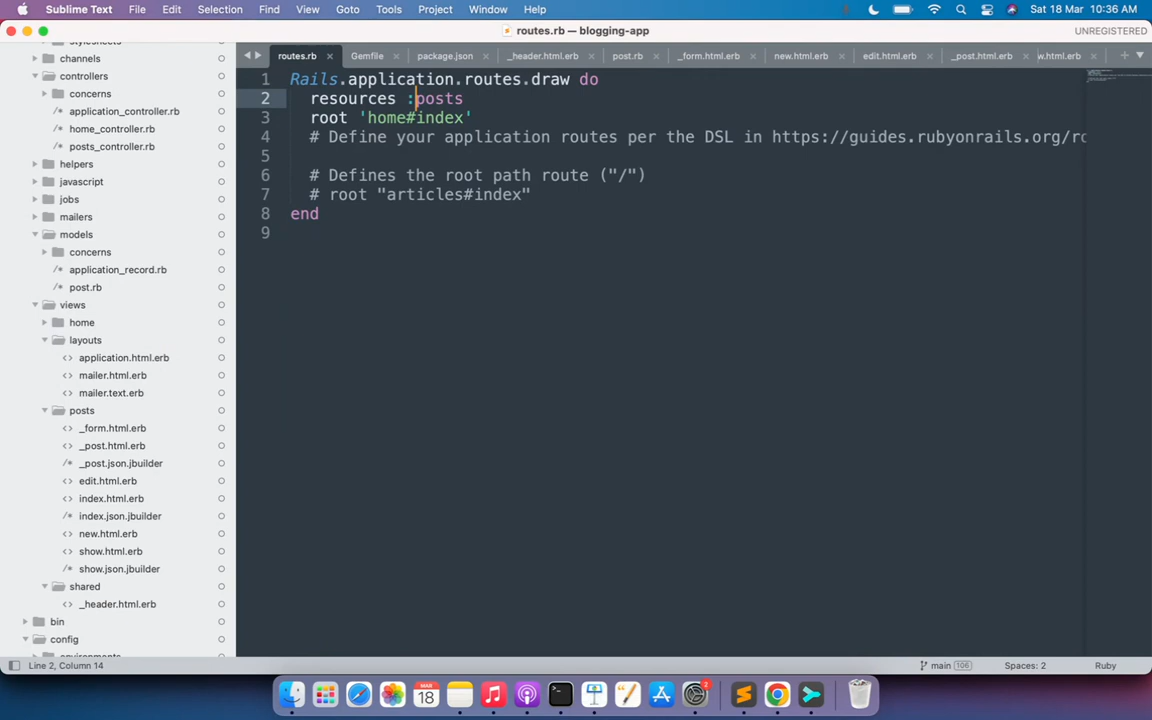 Sublime Text File Edit Selection Find View Goto Tools Project Window Help Sat 18 Mar 10:36 AM
routes.rb — blogging-app UNREGISTERED
stylesheets
channels
controllers
concerns
application_controller.rb
home_controller.rb
posts_controller.rb
helpers
javascript
jobs
mailers
models
concerns
application_record.rb
post.rb
views
home
layouts
application.html.erb
mailer.html.erb
mailer.text.erb
posts
_form.html.erb
_post.html.erb
_post.json.jbuilder
edit.html.erb
index.html.erb
index.json.jbuilder
new.html.erb
show.html.erb
show.json.jbuilder
shared
_header.html.erb
bin
config
routes.rb Gemfile package.json _header.html.erb post.rb _form.html.erb new.html.erb edit.html.erb _post.html.erb w.html.erb
1 Rails.application.routes.draw do
2 resources :posts
3 root 'home#index'
4 # Define your application routes per the DSL in https://guides.rubyonrails.org/ro
5
6 # Defines the root path route ("/")
7 # root "articles#index"
8 end
9
Line 2, Column 14 main 106 Spaces: 2 Ruby
MAR
18
2